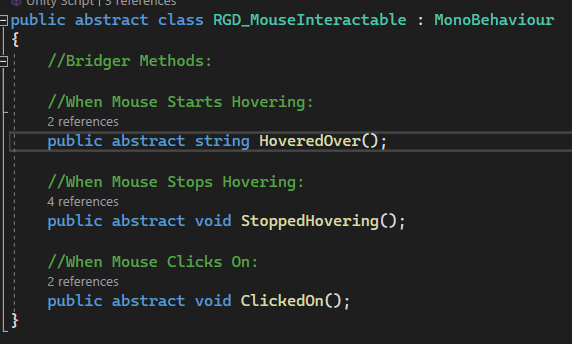 Unity Script | 3 references
public abstract class RGD_MouseInteractable : MonoBehaviour
{
//Bridger Methods:
//When Mouse Starts Hovering:
2 references
public abstract string HoveredOver();
//When Mouse Stops Hovering:
4 references
public abstract void StoppedHovering();
//When Mouse Clicks On:
2 references
public abstract void ClickedOn();
}